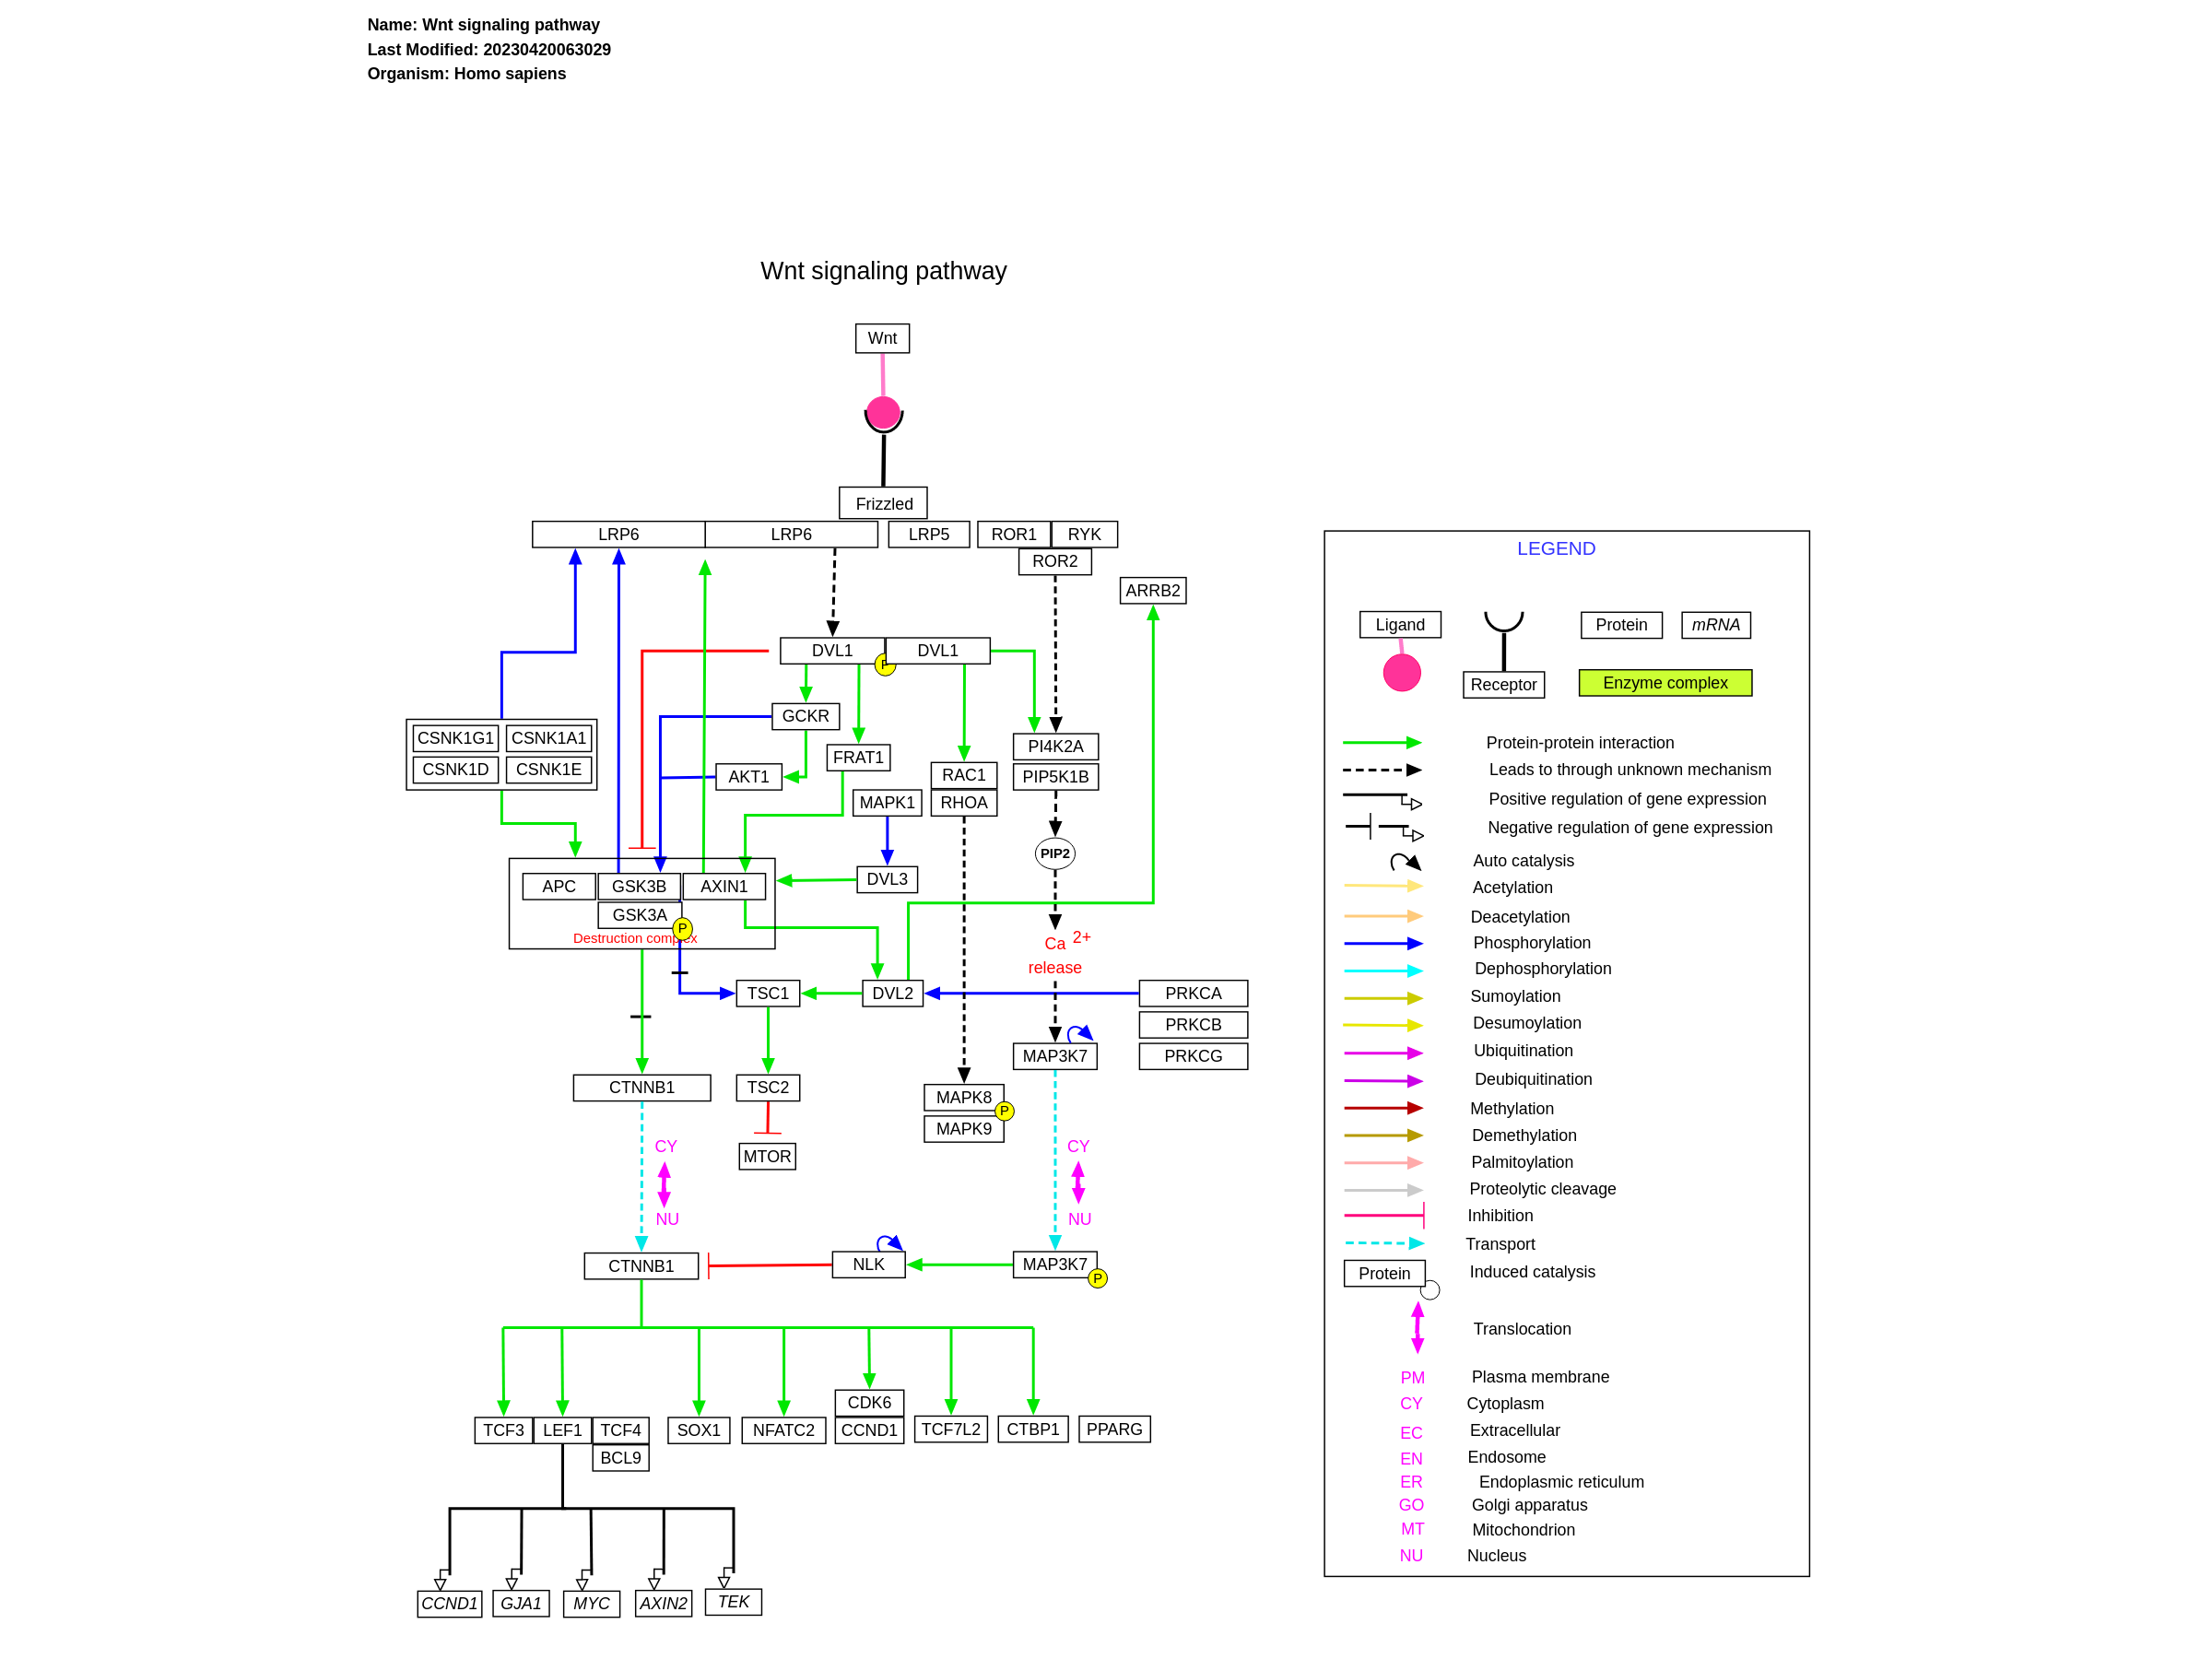 Name: Wnt signaling pathway
Last Modified: 20230420063029
Organism: Homo sapiens
Wnt signaling pathway
Wnt
Frizzled
LRP6
LRP6
LRP5
ROR1
RYK
ROR2
ARRB2
DVL1
P
DVL1
GCKR
FRAT1
AKT1
CSNK1G1
CSNK1A1
CSNK1D
CSNK1E
PI4K2A
PIP5K1B
RAC1
RHOA
MAPK1
PIP2
DVL3
APC
GSK3B
AXIN1
GSK3A
P
Destruction complex
Ca 2+
release
TSC1
DVL2
PRKCA
PRKCB
PRKCG
MAP3K7
CTNNB1
TSC2
MAPK8
P
MAPK9
MTOR
CY
NU
CY
NU
CTNNB1
NLK
MAP3K7
P
CDK6
TCF3
LEF1
TCF4
BCL9
SOX1
NFATC2
CCND1
TCF7L2
CTBP1
PPARG
CCND1
GJA1
MYC
AXIN2
TEK
LEGEND
Ligand
Receptor
Protein
mRNA
Enzyme complex
Protein-protein interaction
Leads to through unknown mechanism
Positive regulation of gene expression
Negative regulation of gene expression
Auto catalysis
Acetylation
Deacetylation
Phosphorylation
Dephosphorylation
Sumoylation
Desumoylation
Ubiquitination
Deubiquitination
Methylation
Demethylation
Palmitoylation
Proteolytic cleavage
Inhibition
Transport
Protein
Induced catalysis
Translocation
PM Plasma membrane
CY Cytoplasm
EC Extracellular
EN Endosome
ER Endoplasmic reticulum
GO Golgi apparatus
MT Mitochondrion
NU Nucleus